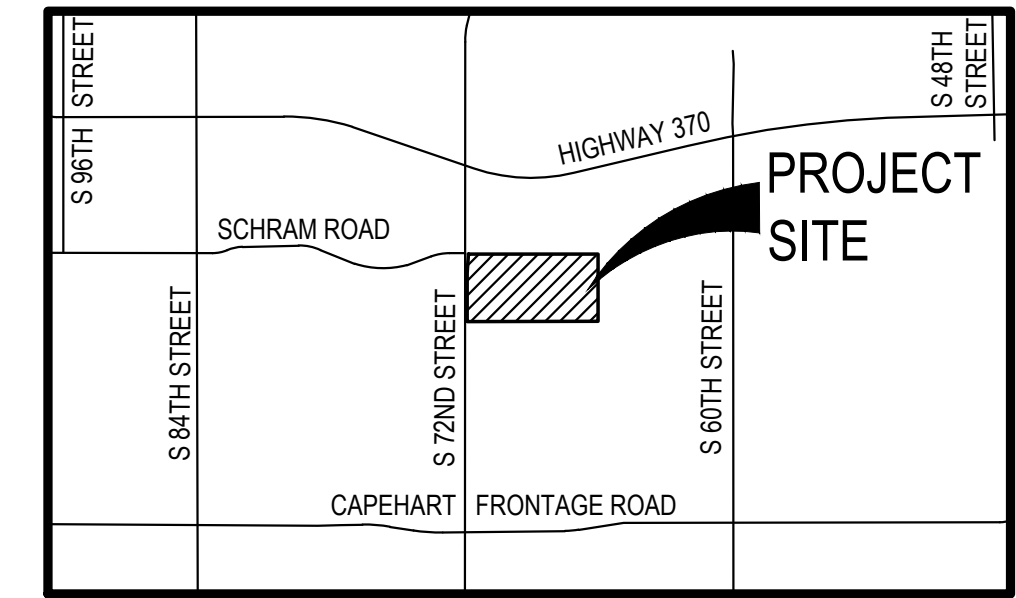 S 96TH STREET
S 48TH
STREET
HIGHWAY 370
PROJECT
SITE
SCHRAM ROAD
S 84TH STREET
S 72ND STREET
S 60TH STREET
CAPEHART FRONTAGE ROAD